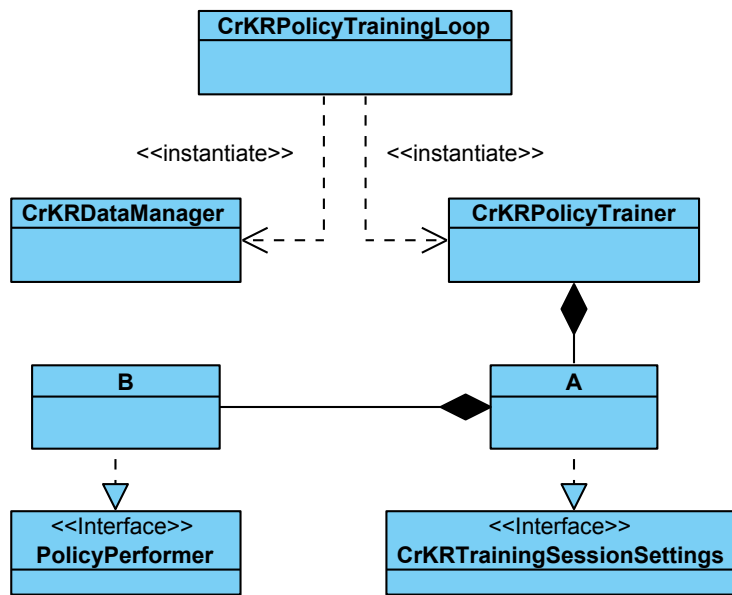 CrKRPolicyTrainingLoop
<<instantiate>>
<<instantiate>>
CrKRDataManager
CrKRPolicyTrainer
B
A
<<Interface>>
PolicyPerformer
<<Interface>>
CrKRTrainingSessionSettings